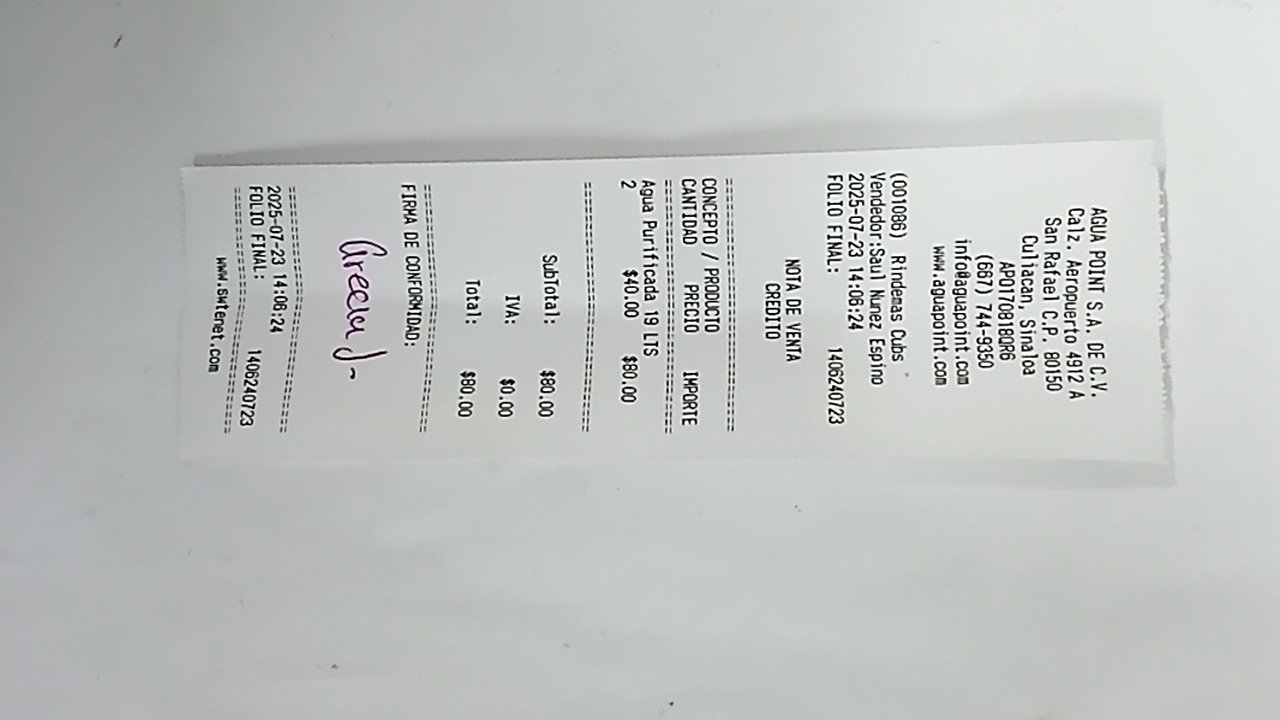 AGUA POINT S.A. DE C.V.
Calz. Aeropuerto 4912 A
San Rafael C.P. 80150
Culiacan, Sinaloa
APO170818QR6
(667) 744-9350
info@aguapoint.com
www.aguapoint.com
(001086) Rindemas Cubs
Vendedor:Saul Nunez Espino
2025-07-23 14:06:24
FOLIO FINAL: 1406240723
NOTA DE VENTA
CREDITO
==============================
CONCEPTO / PRODUCTO
CANTIDAD PRECIO IMPORTE
==============================
Agua Purificada 19 LTS
2 $40.00 $80.00
==============================
SubTotal: $80.00
IVA: $0.00
Total: $80.00
==============================
FIRMA DE CONFORMIDAD:
Grecia J-
==============================
2025-07-23 14:06:24
FOLIO FINAL: 1406240723
==============================
www.swtenet.com